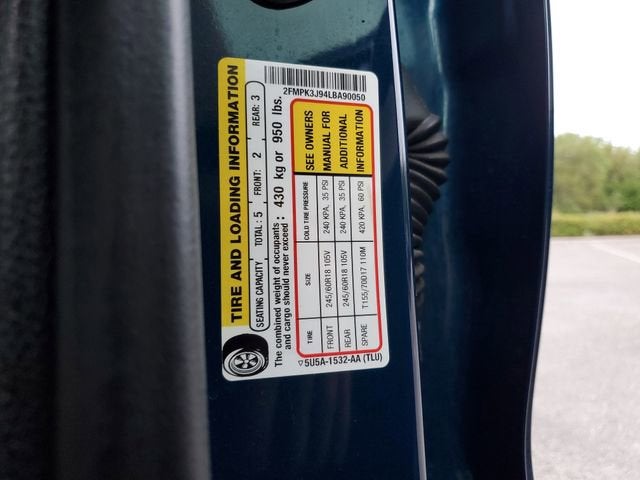 TIRE AND LOADING INFORMATION
SEATING CAPACITY TOTAL: 5 FRONT: 2 REAR: 3
The combined weight of occupants and cargo should never exceed: 430 kg or 950 lbs.
TIRE SIZE COLD TIRE PRESSURE
FRONT 245/60R18 105V 240 KPA, 35 PSI
REAR 245/60R18 105V 240 KPA, 35 PSI
SPARE T155/70D17 110M 420 KPA, 60 PSI
SEE OWNERS
MANUAL FOR
ADDITIONAL
INFORMATION
5U5A-1532-AA (TLU)
2FMPK3J94LBA90050